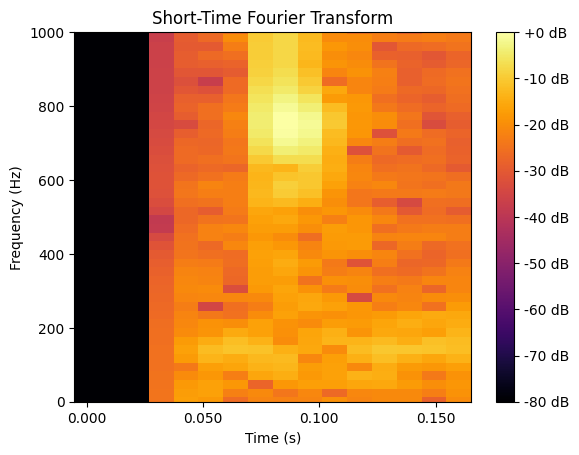 Short-Time Fourier Transform
1000
800
600
400
200
0
Frequency (Hz)
0.000
0.050
0.100
0.150
Time (s)
+0 dB
-10 dB
-20 dB
-30 dB
-40 dB
-50 dB
-60 dB
-70 dB
-80 dB